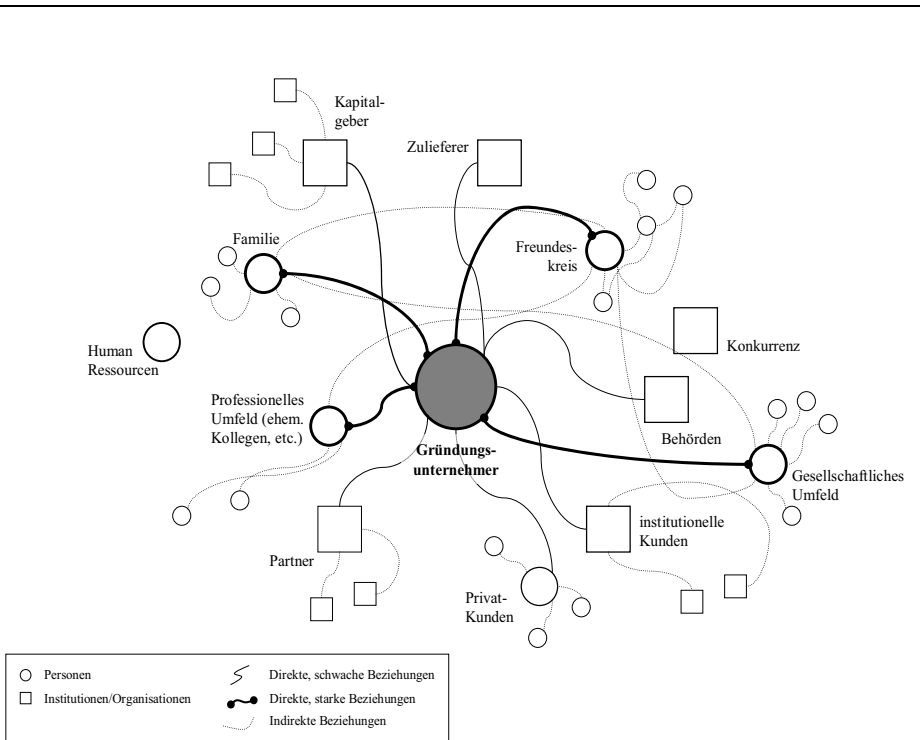 Kapital-
geber
Zulieferer
Familie
Freundes-
kreis
Konkurrenz
Human
Ressourcen
Professionelles
Umfeld (ehem.
Kollegen, etc.)
Behörden
Gründungs-
unternehmer
Gesellschaftliches
Umfeld
institutionelle
Kunden
Partner
Privat-
Kunden
Personen
Institutionen/Organisationen
Direkte, schwache Beziehungen
Direkte, starke Beziehungen
Indirekte Beziehungen